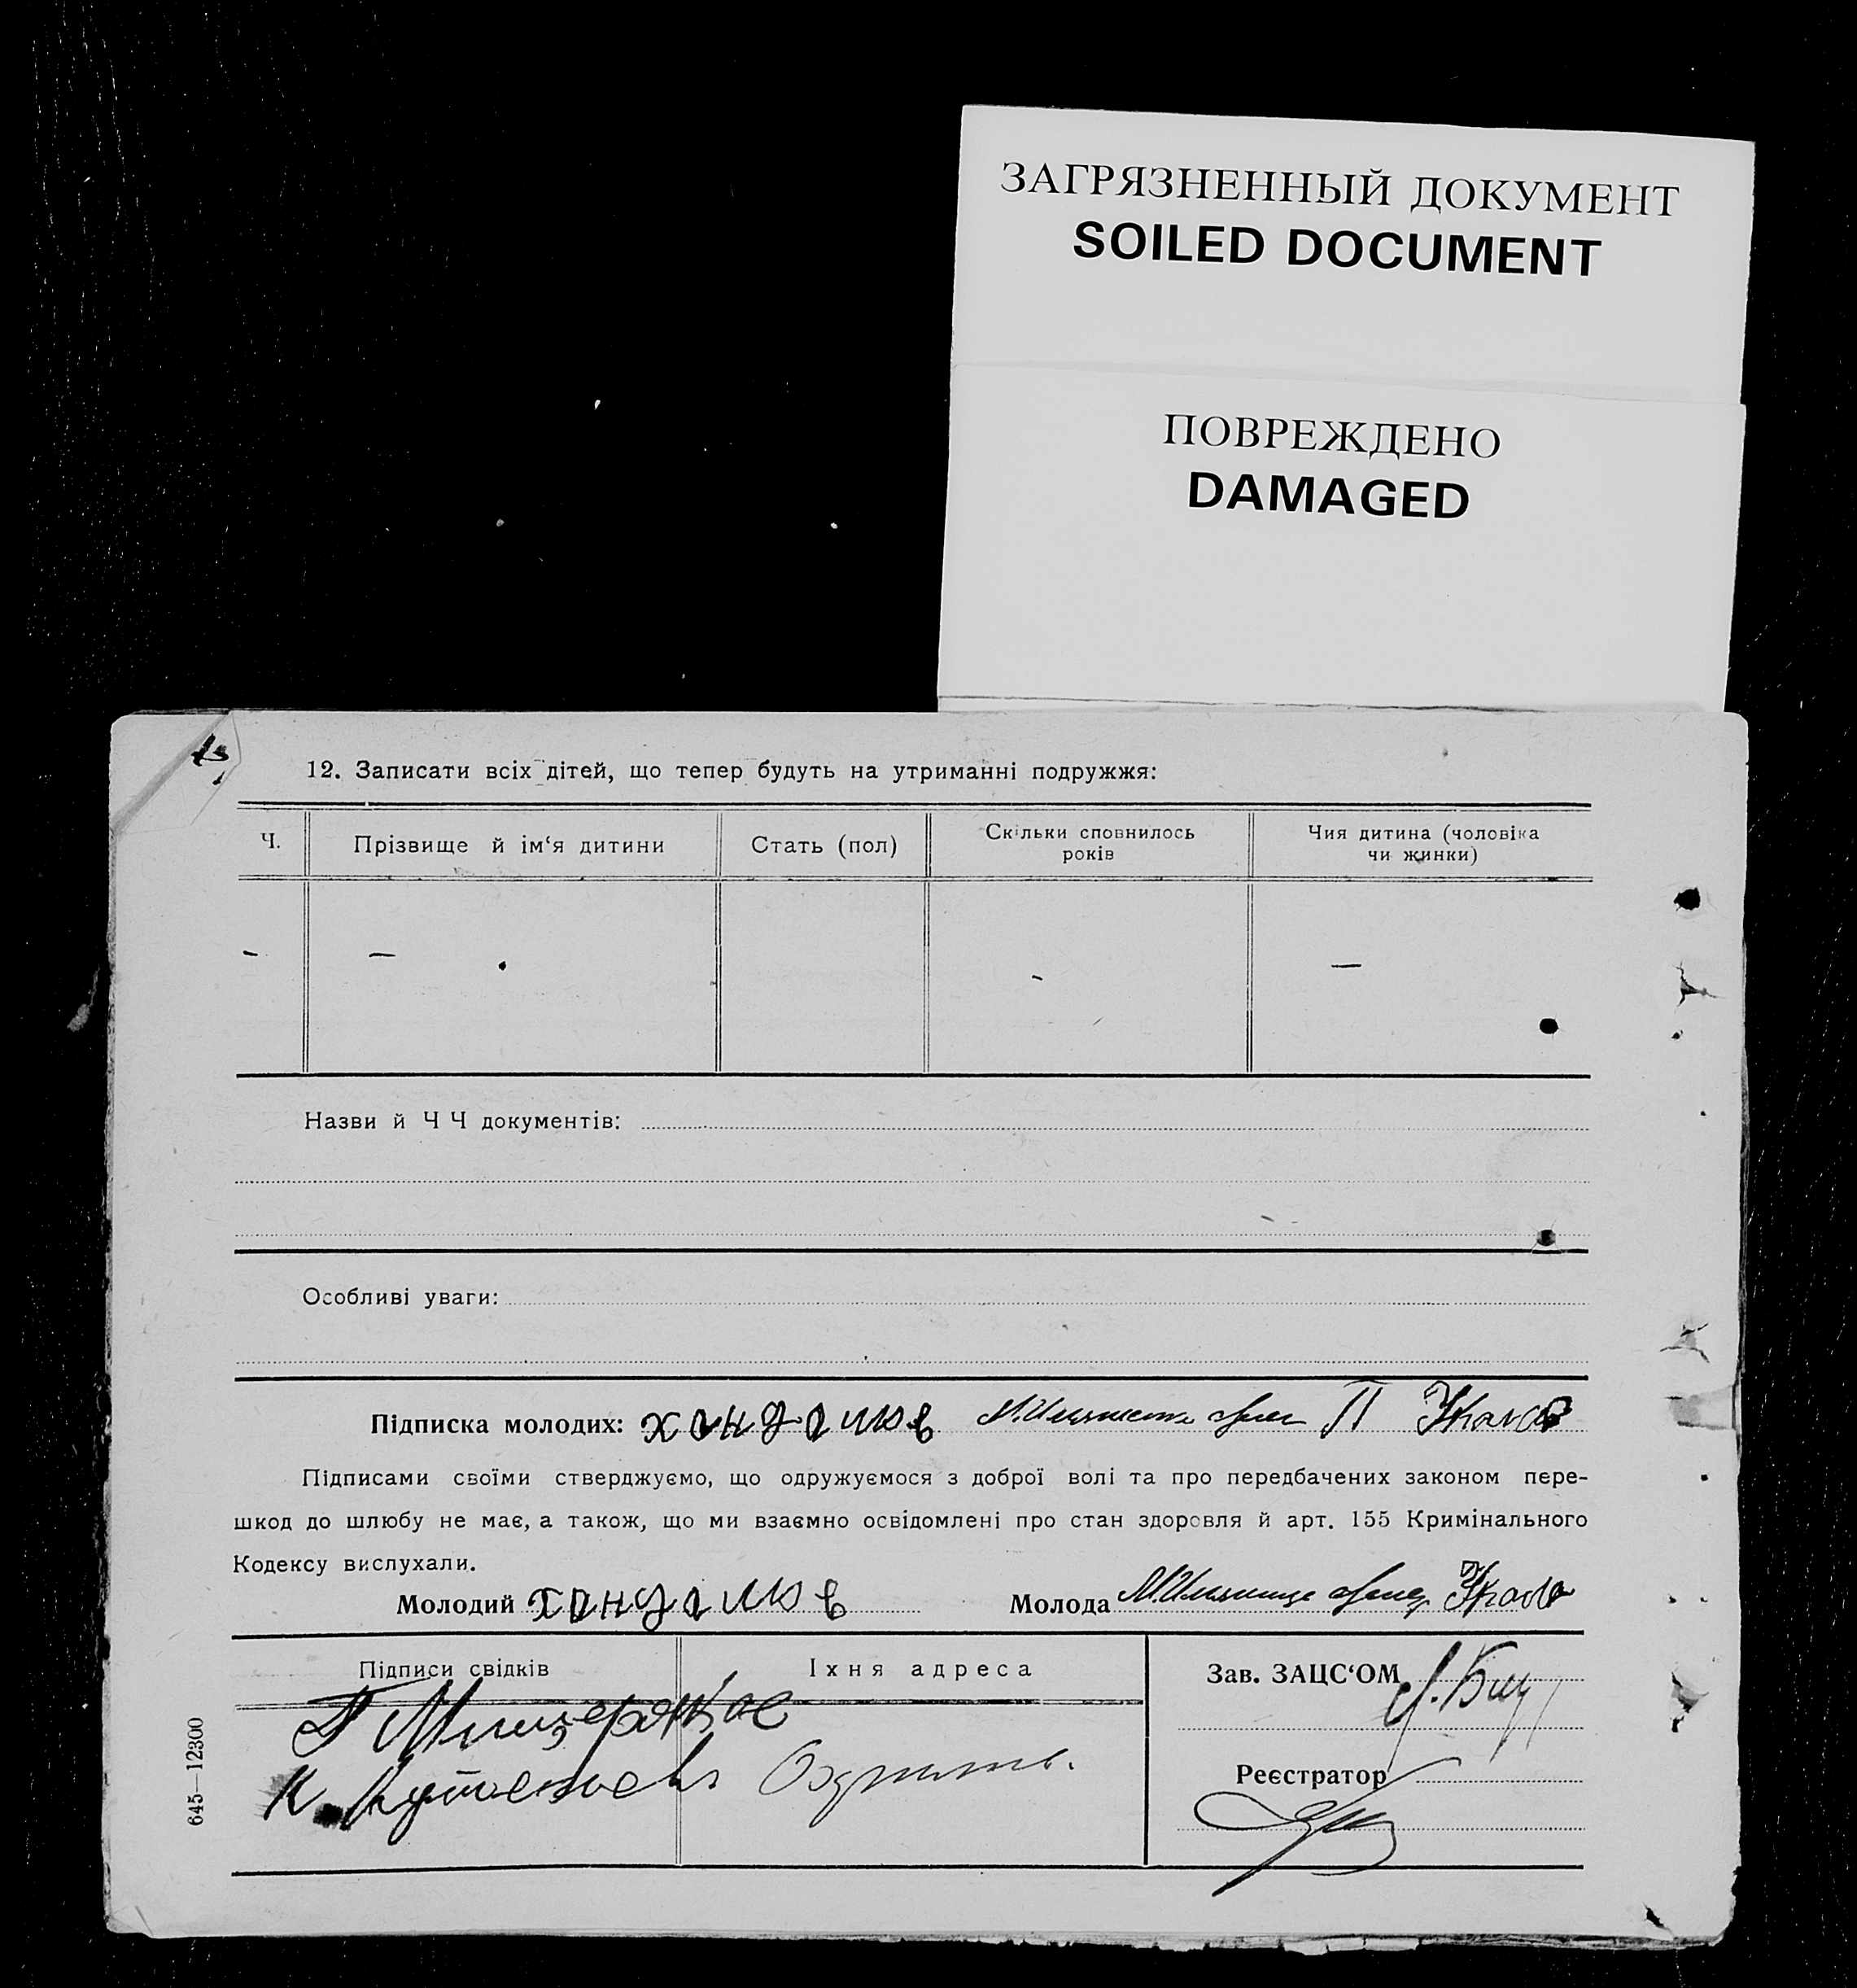 ЗАГРЯЗНЕННЫЙ ДОКУМЕНТ
SOILED DOCUMENT
ПОВРЕЖДЕНО
DAMAGED
12. Записати всіх дітей, що тепер будуть на утриманні подружжя:
Ч.
Прізвище й ім‘я дитини
Стать (пол)
Скільки сповнилось
років
Чия дитина (чоловіка
чи жинки)
Назви й Ч Ч документів:
Особливі уваги:
Підписка молодих: хандамов П
Підписами своїми стверджуємо, що одружуємося з доброї волі та про передбачених законом пере-
шкод до шлюбу не має, а також, що ми взаємно освідомлені про стан здоровля й арт. 155 Кримінального
Кодексу вислухали.
Молодий
Молода
Підписи свідків
Іхня адреса
Зав. ЗАЦС‘ОМ
К.
Реєстратор
645—12300